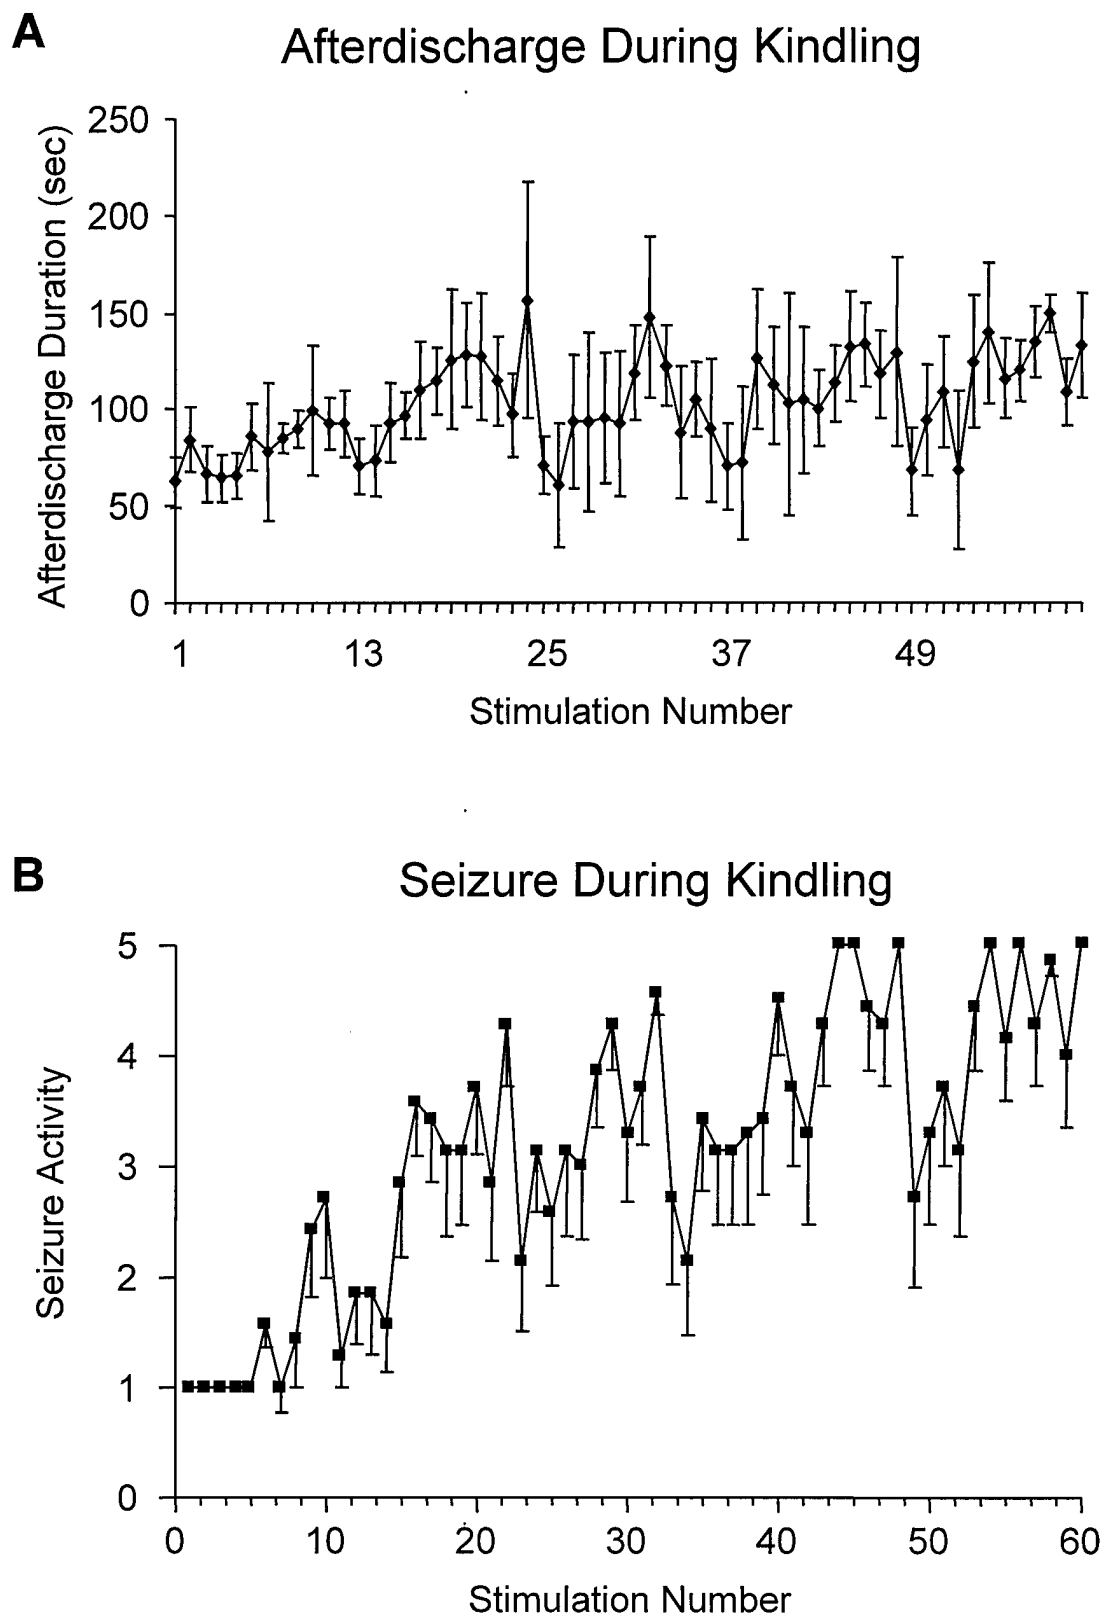 A
Afterdischarge During Kindling
Afterdischarge Duration (sec)
250
200
150
100
50
0
1 13 25 37 49
Stimulation Number
B
Seizure During Kindling
Seizure Activity
5
4
3
2
1
0
0 10 20 30 40 50 60
Stimulation Number